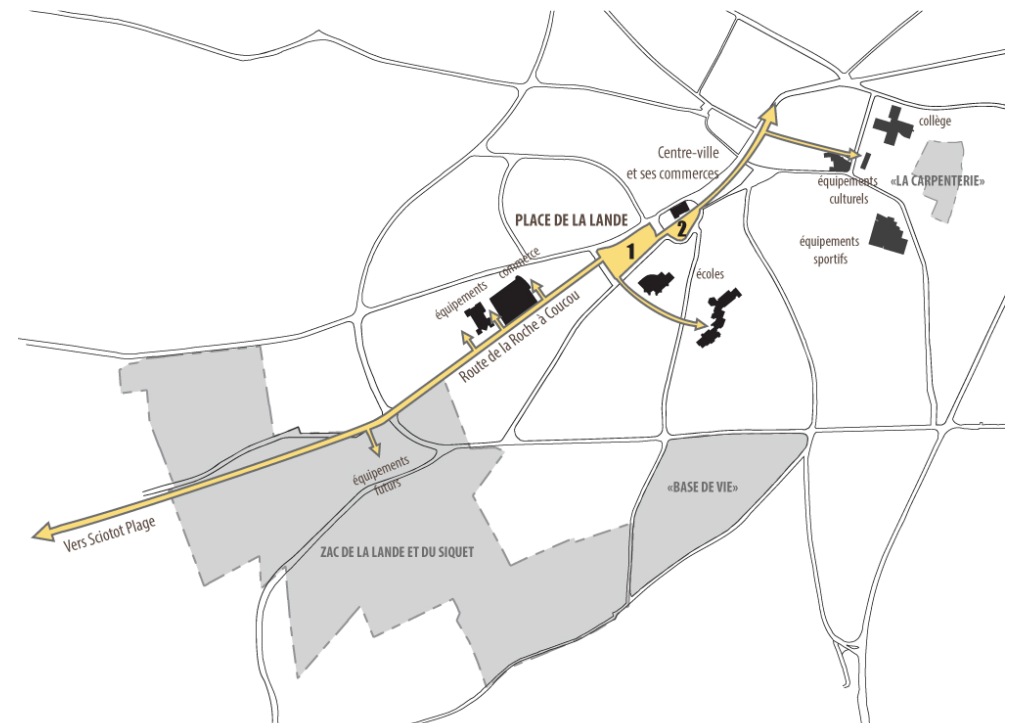 collège
Centre-ville
et ses commerces
«LA CARPENTERIE»
équipements
culturels
PLACE DE LA LANDE
2
1
équipements
sportifs
écoles
commerce
équipements
Route de la Roche à Coucou
équipements
futurs
«BASE DE VIE»
Vers Sciotot Plage
ZAC DE LA LANDE ET DU SIQUET